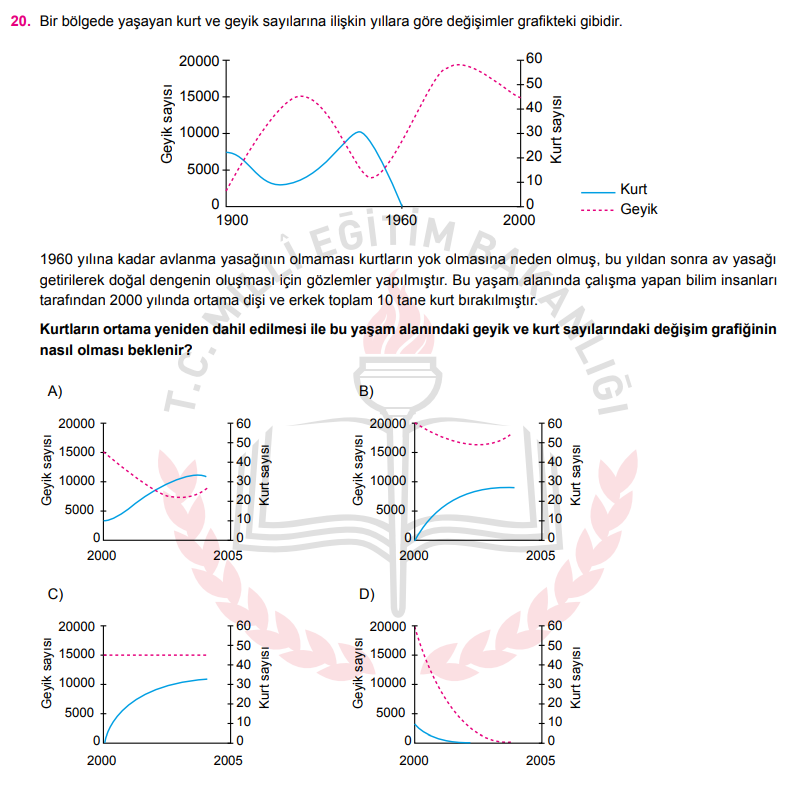 20. Bir bölgede yaşayan kurt ve geyik sayılarına ilişkin yıllara göre değişimler grafikteki gibidir.
Geyik sayısı
20000
15000
10000
5000
0
60
50
40
30
20
10
0
Kurt sayısı
1900 1960 2000
Kurt
Geyik
T.C. MİLLÎ EĞİTİM BAKANLIĞI
1960 yılına kadar avlanma yasağının olmaması kurtların yok olmasına neden olmuş, bu yıldan sonra av yasağı
getirilerek doğal dengenin oluşması için gözlemler yapılmıştır. Bu yaşam alanında çalışma yapan bilim insanları
tarafından 2000 yılında ortama dişi ve erkek toplam 10 tane kurt bırakılmıştır.
Kurtların ortama yeniden dahil edilmesi ile bu yaşam alanındaki geyik ve kurt sayılarındaki değişim grafiğinin
nasıl olması beklenir?
A)
Geyik sayısı
20000
15000
10000
5000
0
60
50
40
30
20
10
0
Kurt sayısı
2000 2005
B)
Geyik sayısı
20000
15000
10000
5000
0
60
50
40
30
20
10
0
Kurt sayısı
2000 2005
C)
Geyik sayısı
20000
15000
10000
5000
0
60
50
40
30
20
10
0
Kurt sayısı
2000 2005
D)
Geyik sayısı
20000
15000
10000
5000
0
60
50
40
30
20
10
0
Kurt sayısı
2000 2005